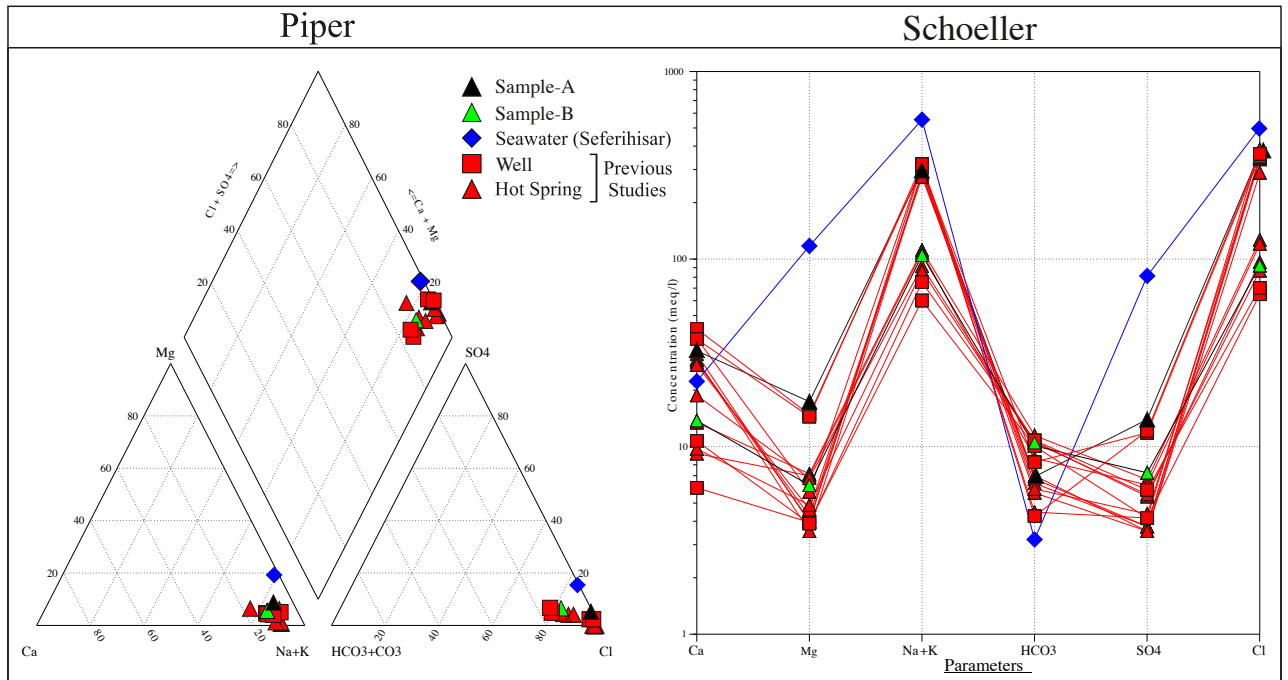 Piper
Schoeller
Sample-A
Sample-B
Seawater (Seferihisar)
Well
Hot Spring
Previous
Studies
80
80
60
60
40
40
20
20
Cl + SO4=>
<=Ca + Mg
Mg
SO4
80
60
40
20
80
60
40
20
80
60
40
20
20
40
60
80
Ca
Na+K
HCO3+CO3
Cl
1000
100
10
1
Concentration (meq/l)
Ca
Mg
Na+K
HCO3
SO4
Cl
Parameters